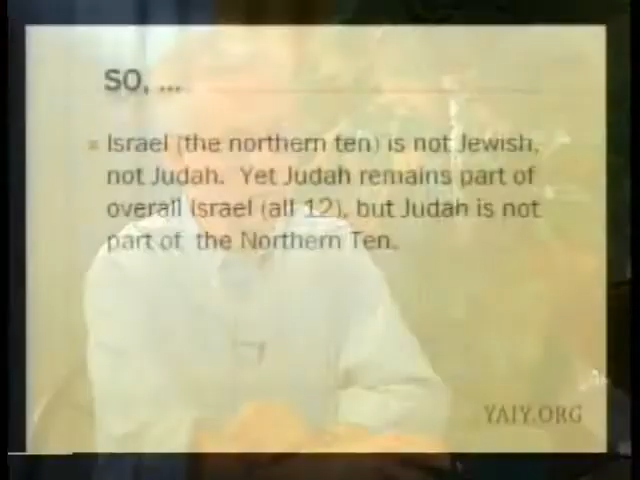 SO, ...
Israel (the northern ten) is not Jewish,
not Judah. Yet Judah remains part of
overall Israel (all 12), but Judah is not
part of the Northern Ten.
YAIY.ORG